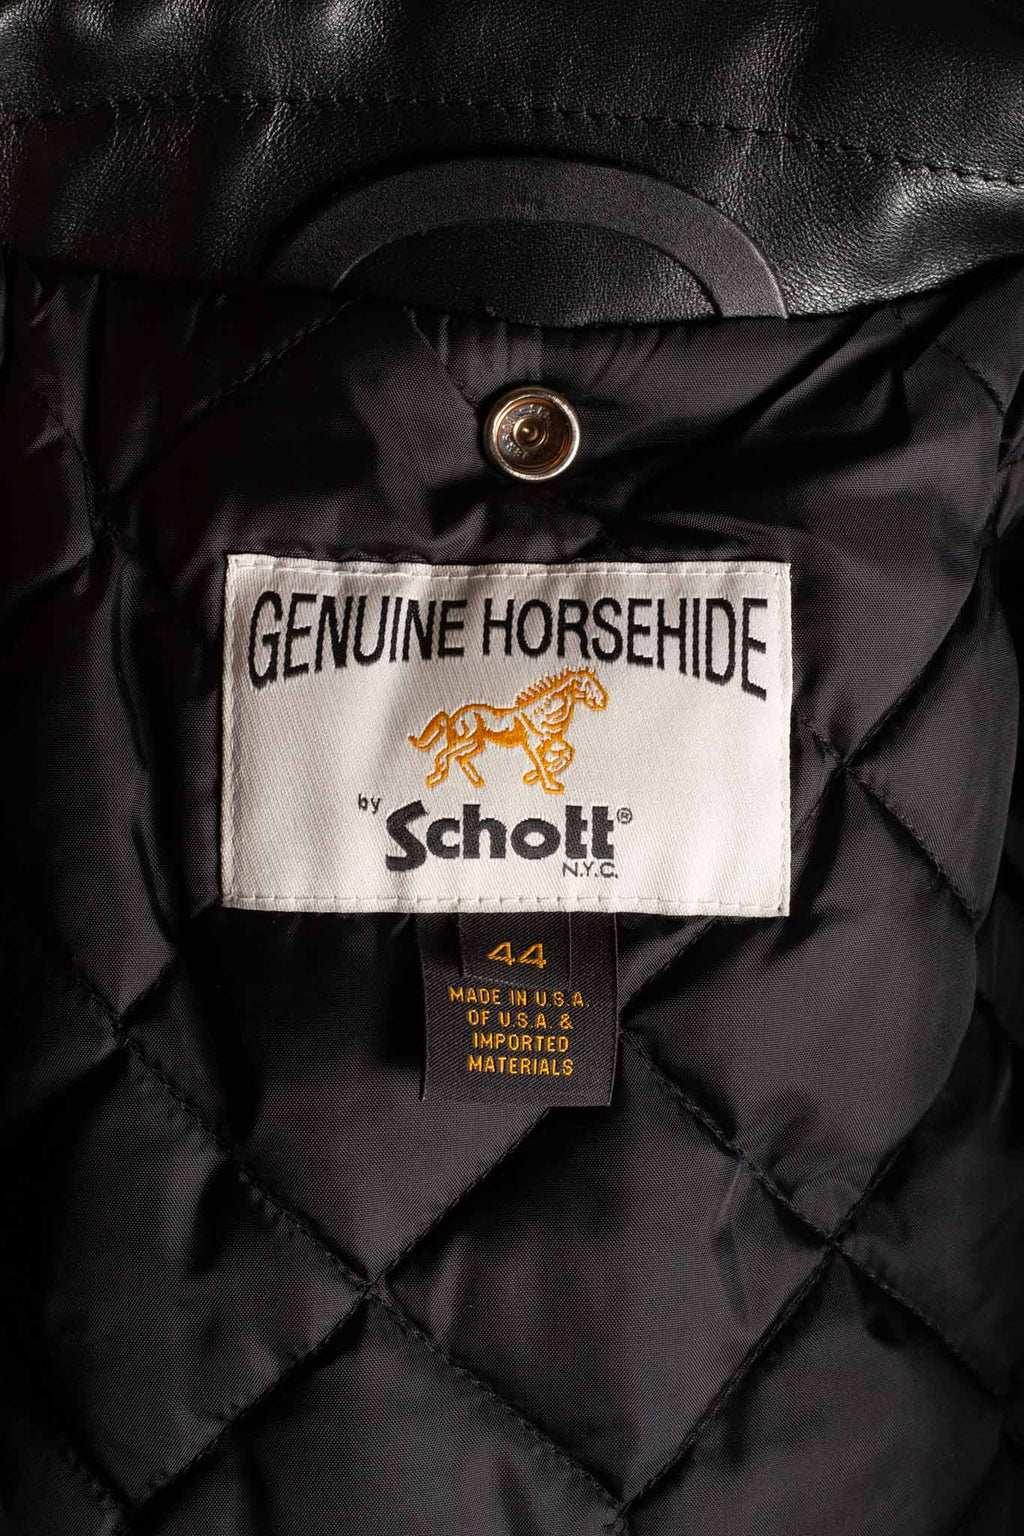 GENUINE HORSEHIDE
by Schott®
N.Y.C.
44
MADE IN U.S.A.
OF U.S.A. &
IMPORTED
MATERIALS